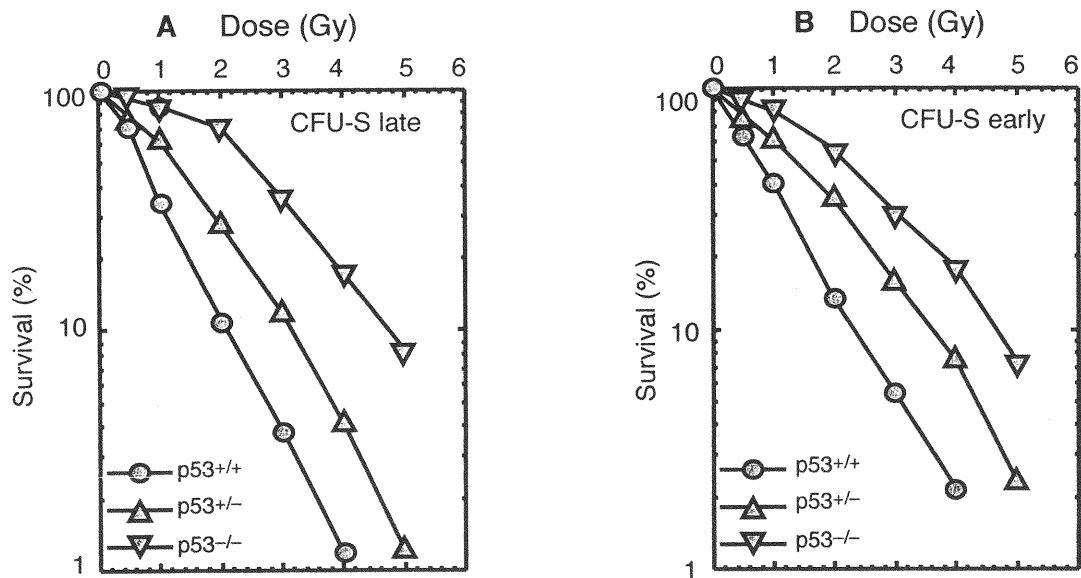 A Dose (Gy)
0 1 2 3 4 5 6
100
10
1
Survival (%)
CFU-S late
p53+/+
p53+/–
p53–/–
B Dose (Gy)
0 1 2 3 4 5 6
100
10
1
Survival (%)
CFU-S early
p53+/+
p53+/–
p53–/–